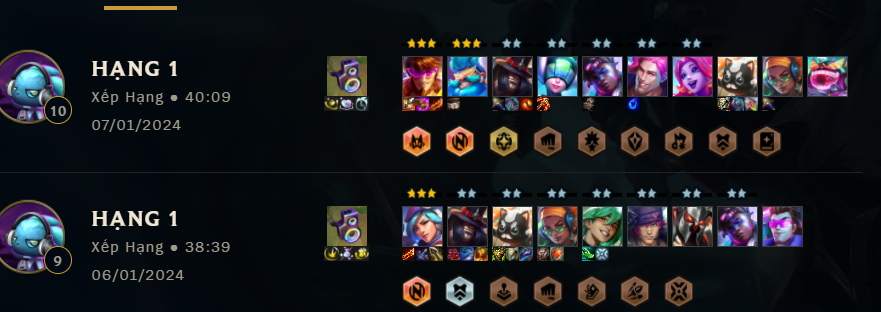 HẠNG 1
Xếp Hạng ● 40:09
10
07/01/2024
HẠNG 1
Xếp Hạng ● 38:39
9
06/01/2024